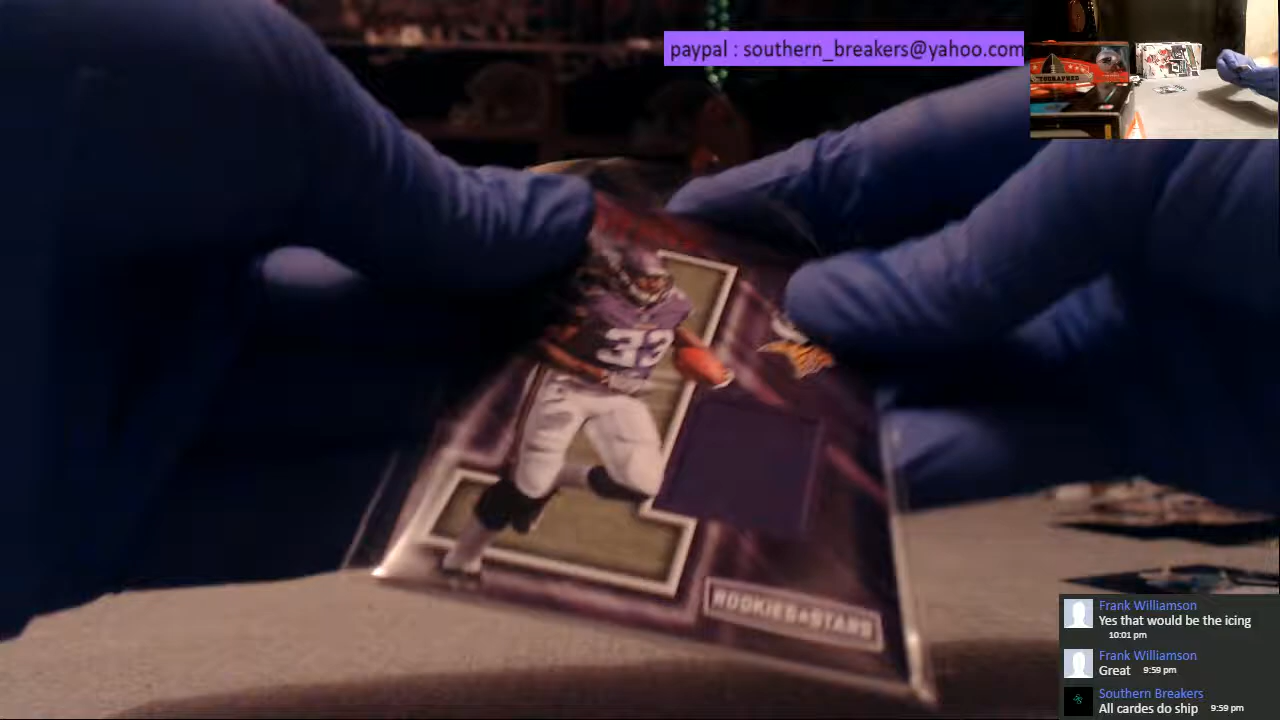 paypal : southern_breakers@yahoo.com
33
ROOKIES & STARS
Frank Williamson
Yes that would be the icing
10:01 pm
Frank Williamson
Great 9:59 pm
Southern Breakers
All cardes do ship 9:59 pm